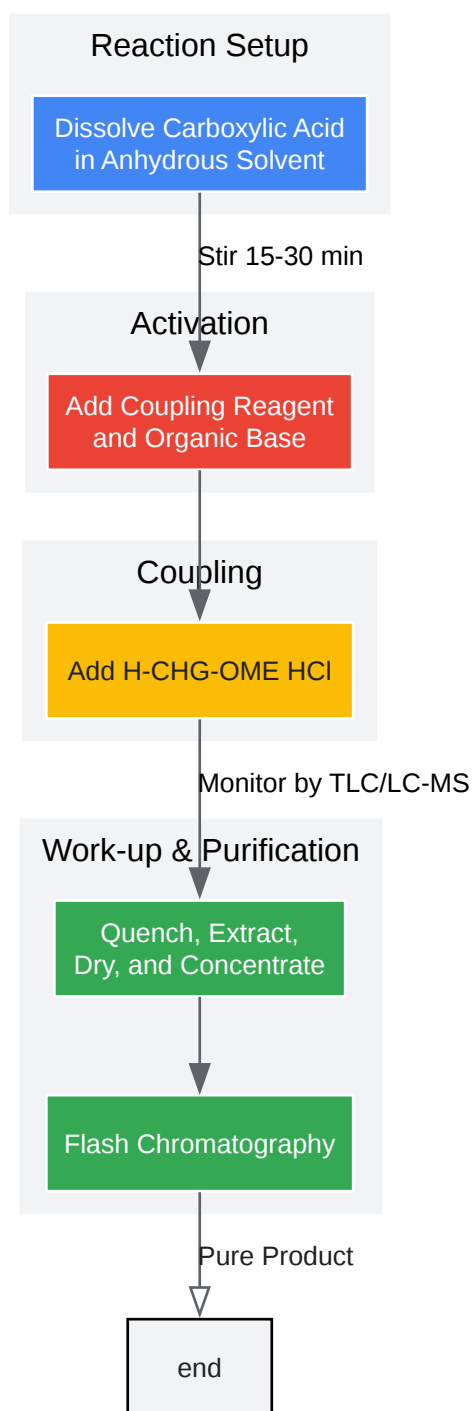 Reaction Setup
Dissolve Carboxylic Acid
in Anhydrous Solvent
Stir 15-30 min
Activation
Add Coupling Reagent
and Organic Base
Coupling
Add H-CHG-OME HCl
Monitor by TLC/LC-MS
Work-up & Purification
Quench, Extract,
Dry, and Concentrate
Flash Chromatography
Pure Product
end